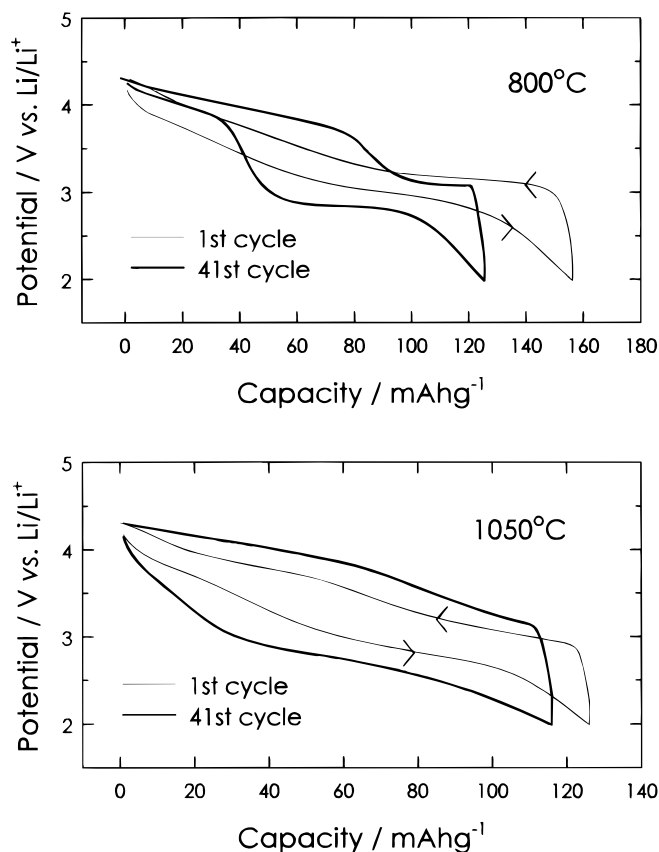 5
4
3
2
Potential / V vs. Li/Li⁺
800°C
1st cycle
41st cycle
0 20 40 60 80 100 120 140 160 180
Capacity / mAhg⁻¹
5
4
3
2
Potential / V vs. Li/Li⁺
1050°C
1st cycle
41st cycle
0 20 40 60 80 100 120 140
Capacity / mAhg⁻¹